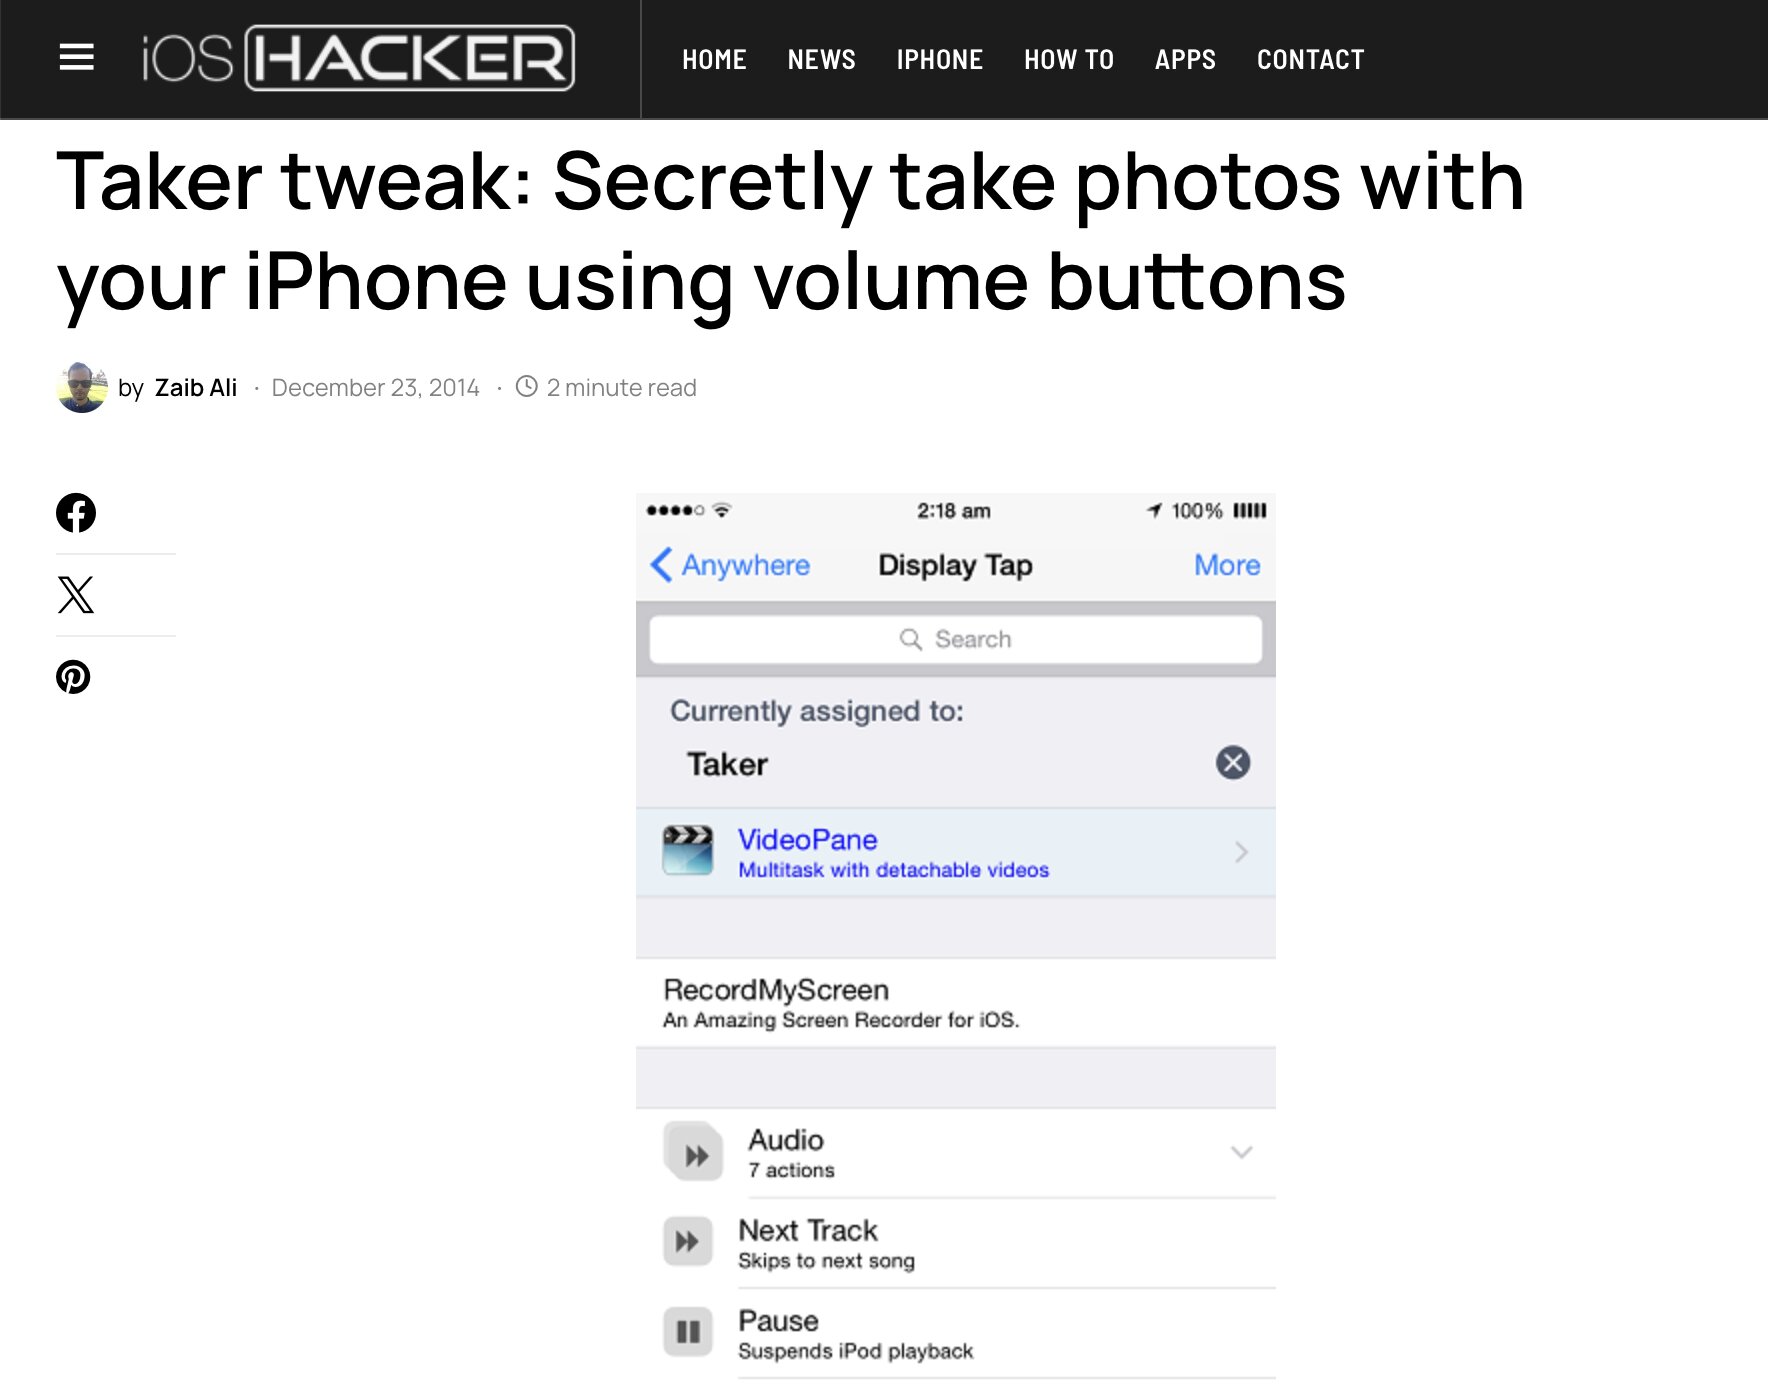 iOS HACKER
HOME NEWS IPHONE HOW TO APPS CONTACT
Taker tweak: Secretly take photos with
your iPhone using volume buttons
by Zaib Ali · December 23, 2014 · 2 minute read
2:18 am 100%
Anywhere Display Tap More
Search
Currently assigned to:
Taker
VideoPane
Multitask with detachable videos
RecordMyScreen
An Amazing Screen Recorder for iOS.
Audio
7 actions
Next Track
Skips to next song
Pause
Suspends iPod playback